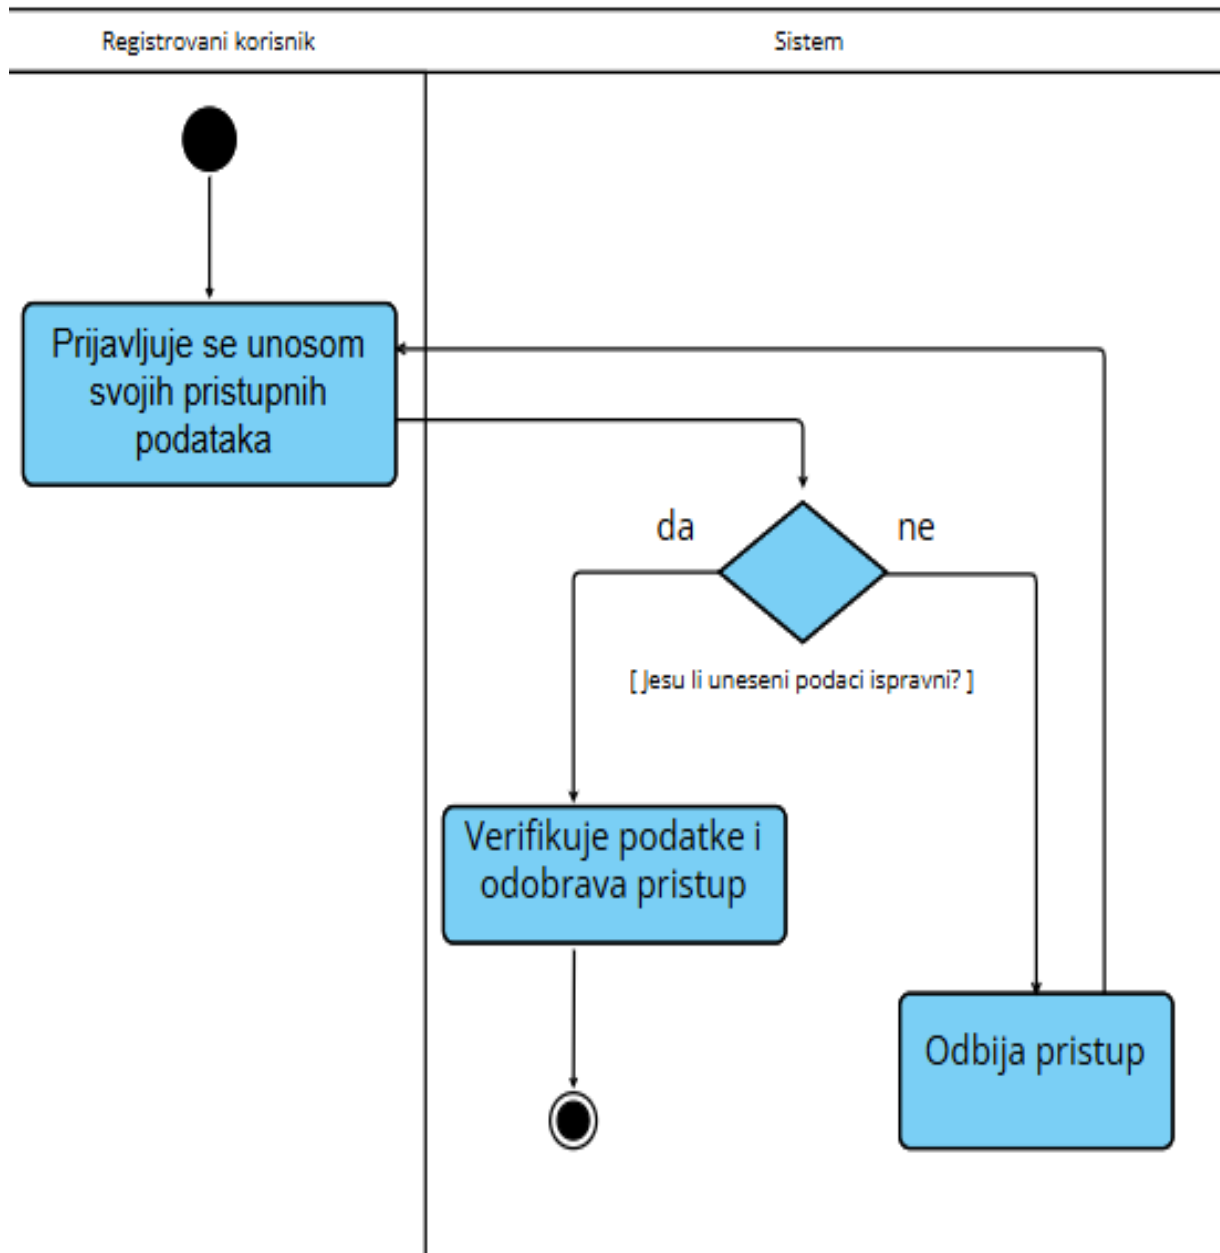 Registrovani korisnik
Sistem
Prijavljuje se unosom
svojih pristupnih
podataka
da
ne
[ Jesu li uneseni podaci ispravni? ]
Verifikuje podatke i
odobrava pristup
Odbija pristup